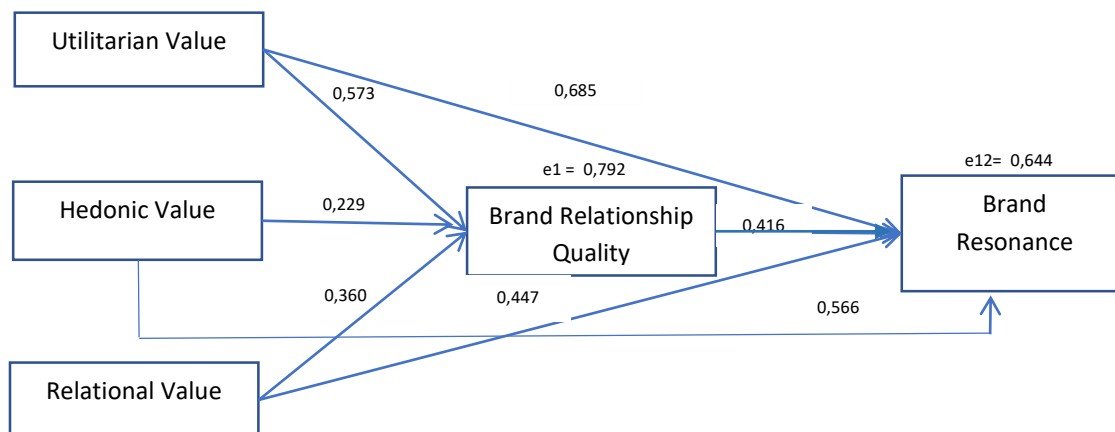 Utilitarian Value
0,573
0,685
e1 = 0,792
e12= 0,644
Hedonic Value
0,229
Brand Relationship
Quality
0,416
Brand
Resonance
0,360
0,447
0,566
Relational Value